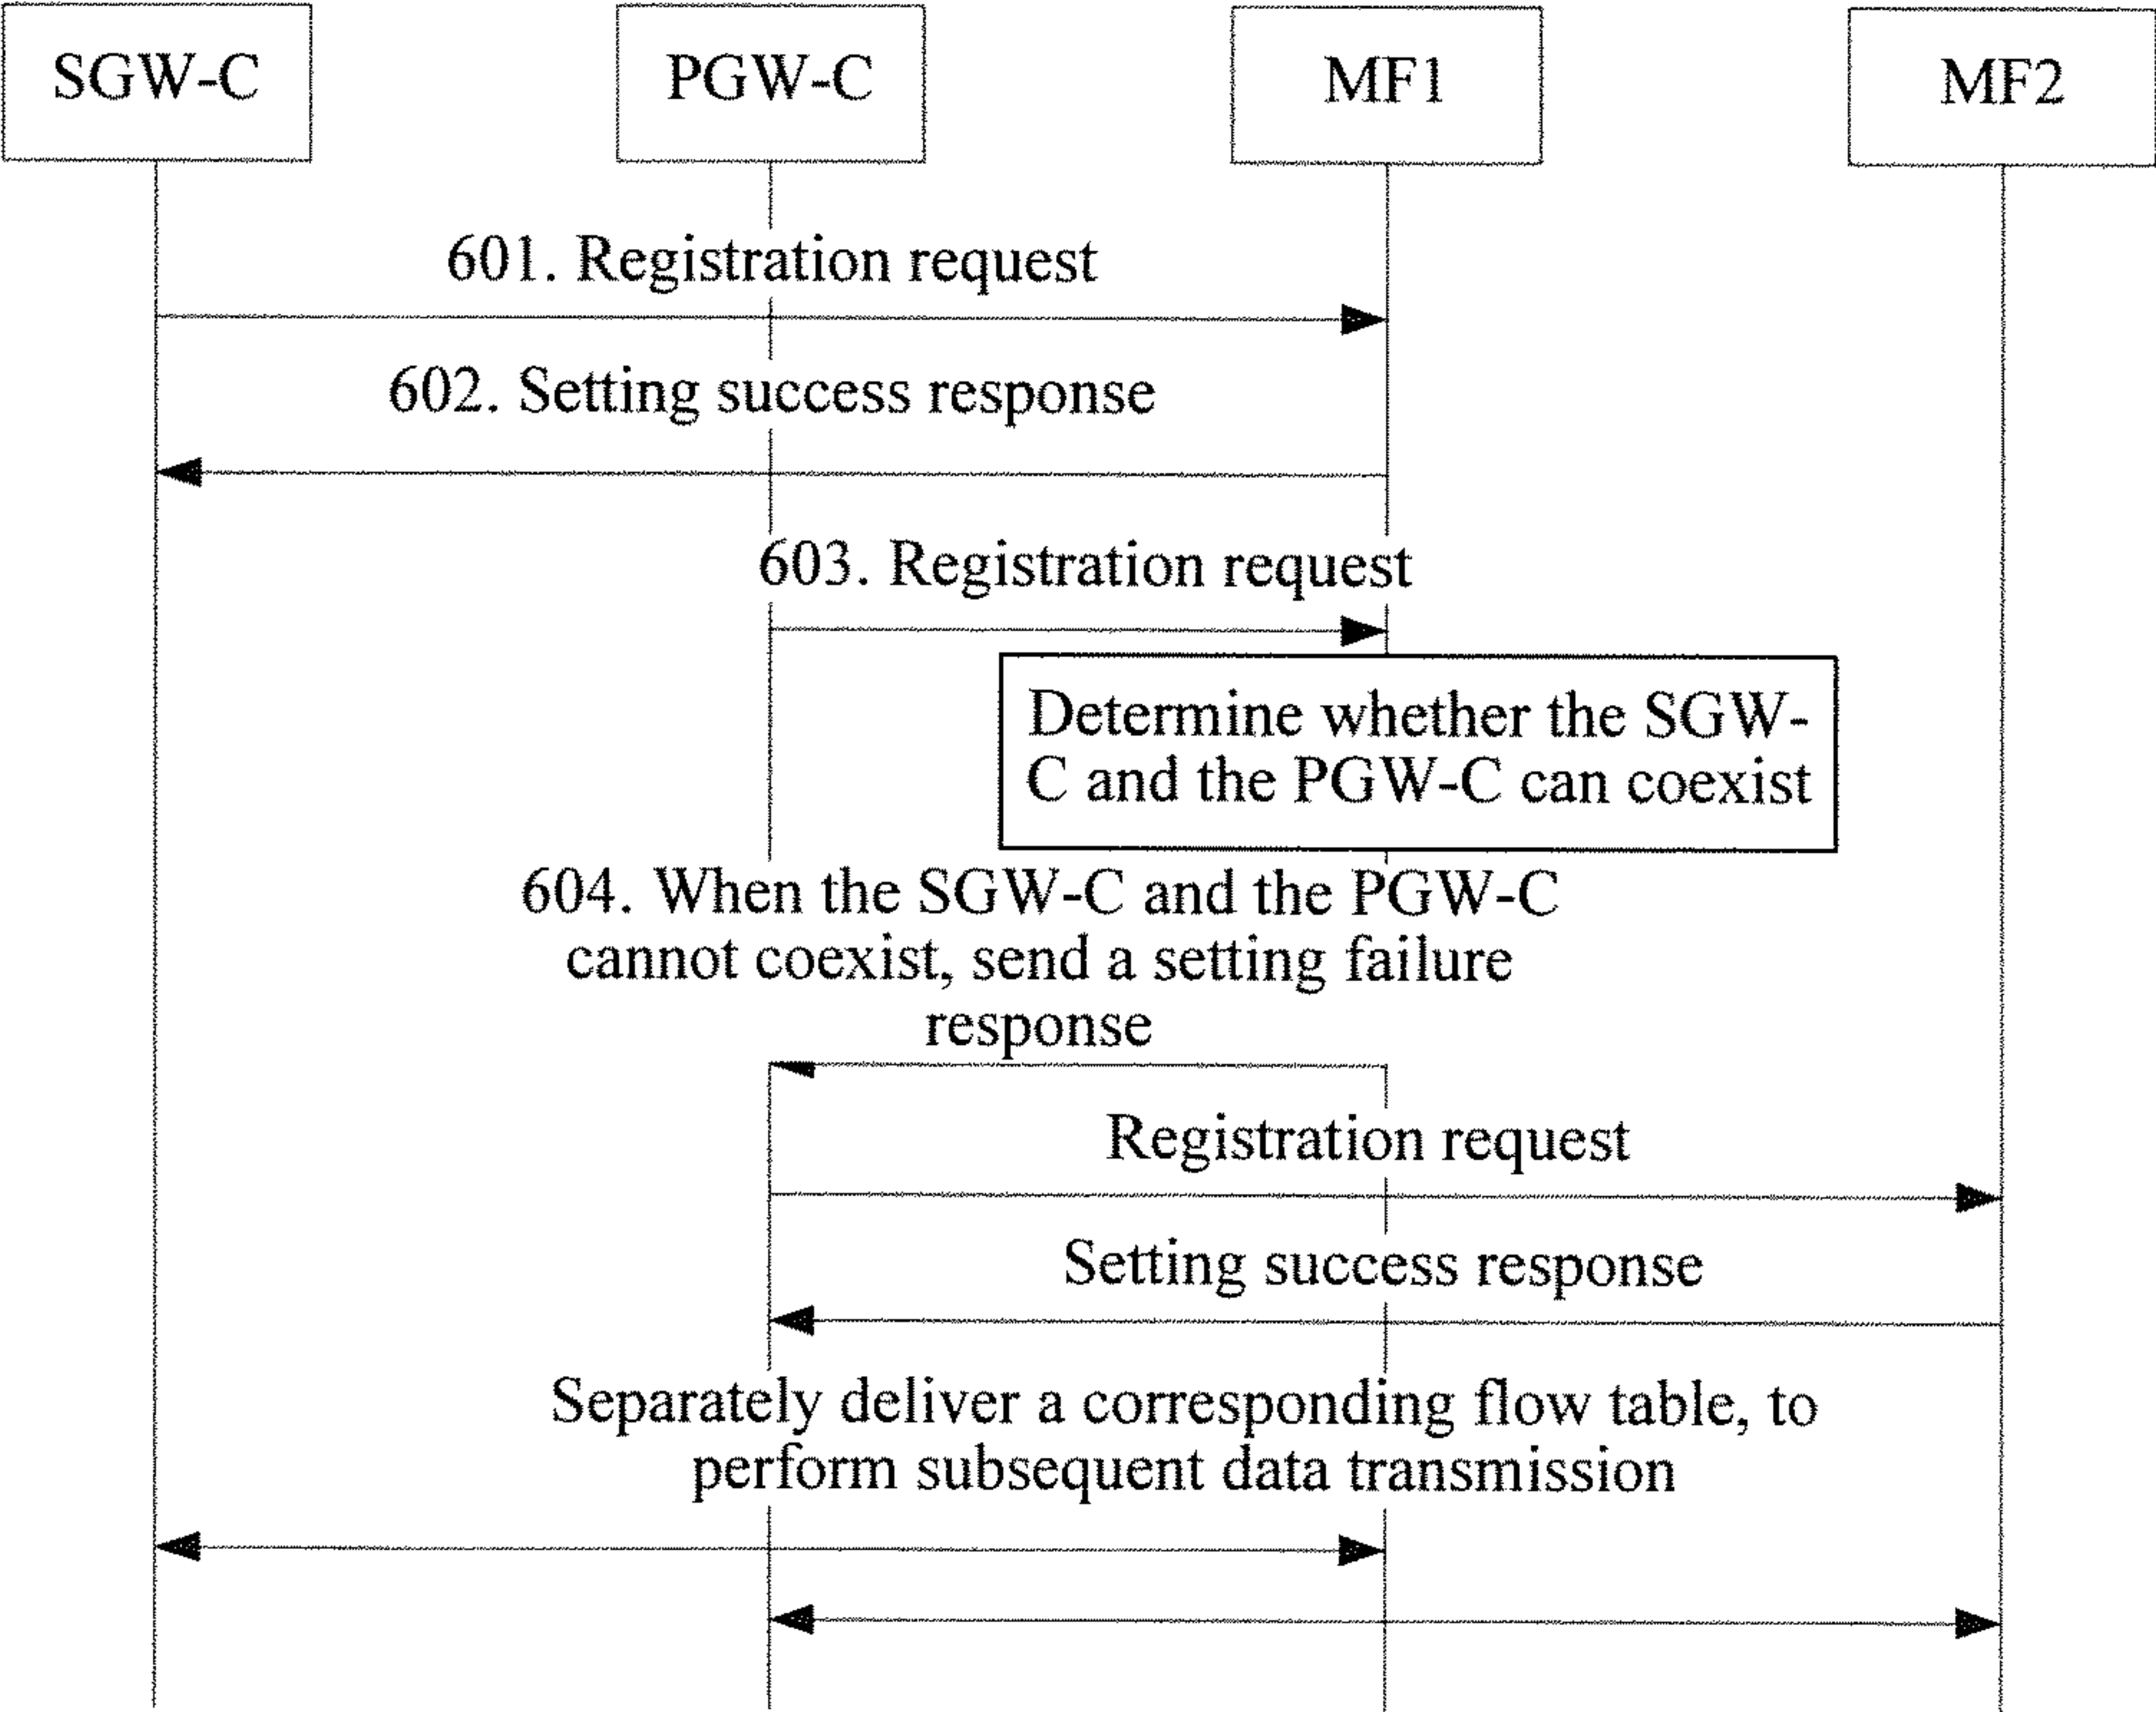 SGW-C
PGW-C
MF1
MF2
601. Registration request
602. Setting success response
603. Registration request
Determine whether the SGW-
C and the PGW-C can coexist
604. When the SGW-C and the PGW-C
cannot coexist, send a setting failure
response
Registration request
Setting success response
Separately deliver a corresponding flow table, to
perform subsequent data transmission